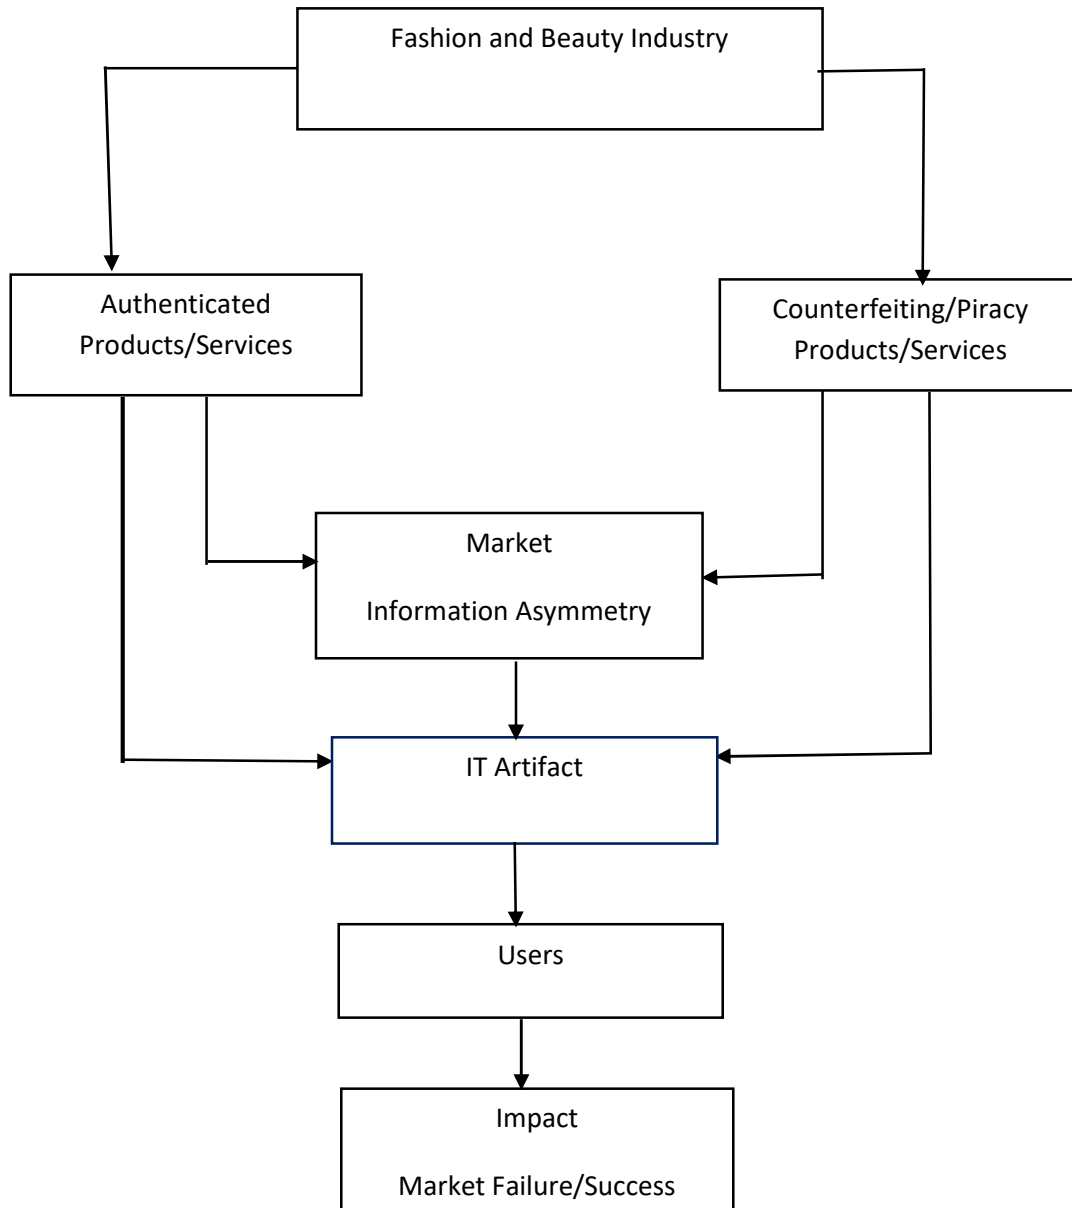 Fashion and Beauty Industry
Authenticated
Products/Services
Counterfeiting/Piracy
Products/Services
Market
Information Asymmetry
IT Artifact
Users
Impact
Market Failure/Success